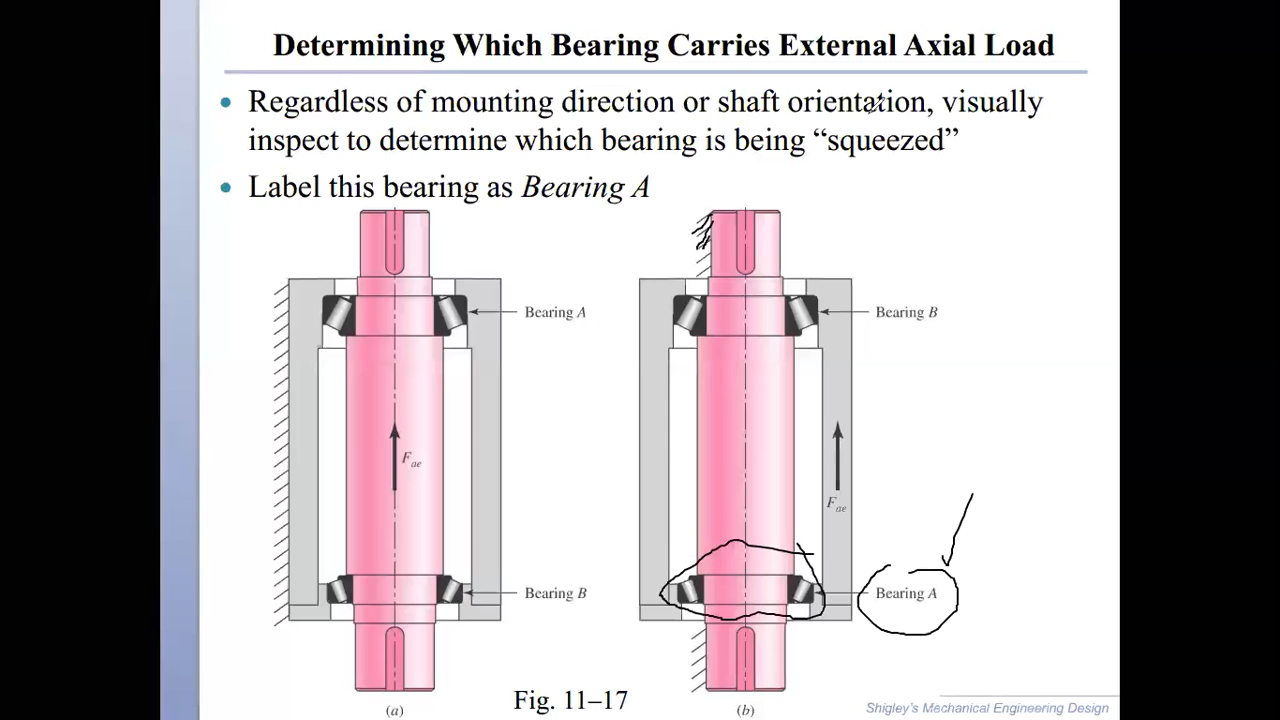 Determining Which Bearing Carries External Axial Load
• Regardless of mounting direction or shaft orientation, visually
inspect to determine which bearing is being “squeezed”
• Label this bearing as Bearing A
Bearing A
Bearing B
F_ae
F_ae
Bearing B
Bearing A
(a)
Fig. 11–17
(b)
Shigley's Mechanical Engineering Design